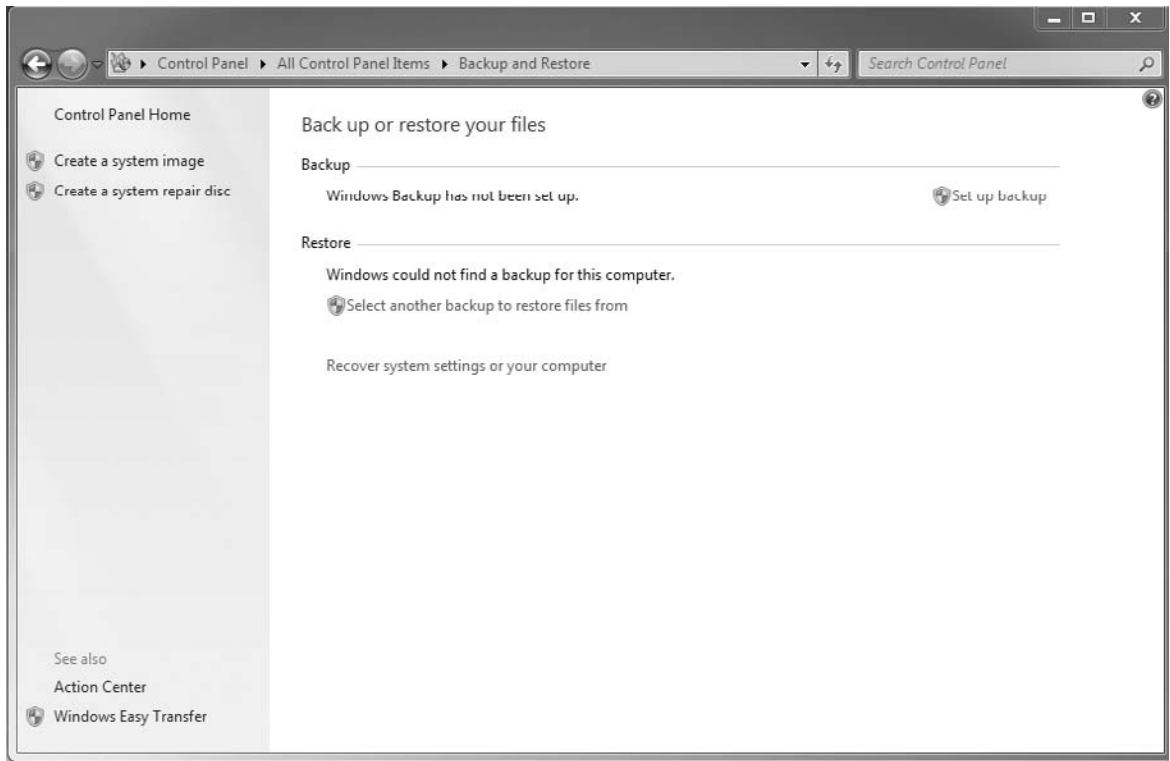 Control Panel ▸ All Control Panel Items ▸ Backup and Restore
Search Control Panel
Control Panel Home
Create a system image
Create a system repair disc
Back up or restore your files
Backup
Windows Backup has not been set up.
Set up backup
Restore
Windows could not find a backup for this computer.
Select another backup to restore files from
Recover system settings or your computer
See also
Action Center
Windows Easy Transfer